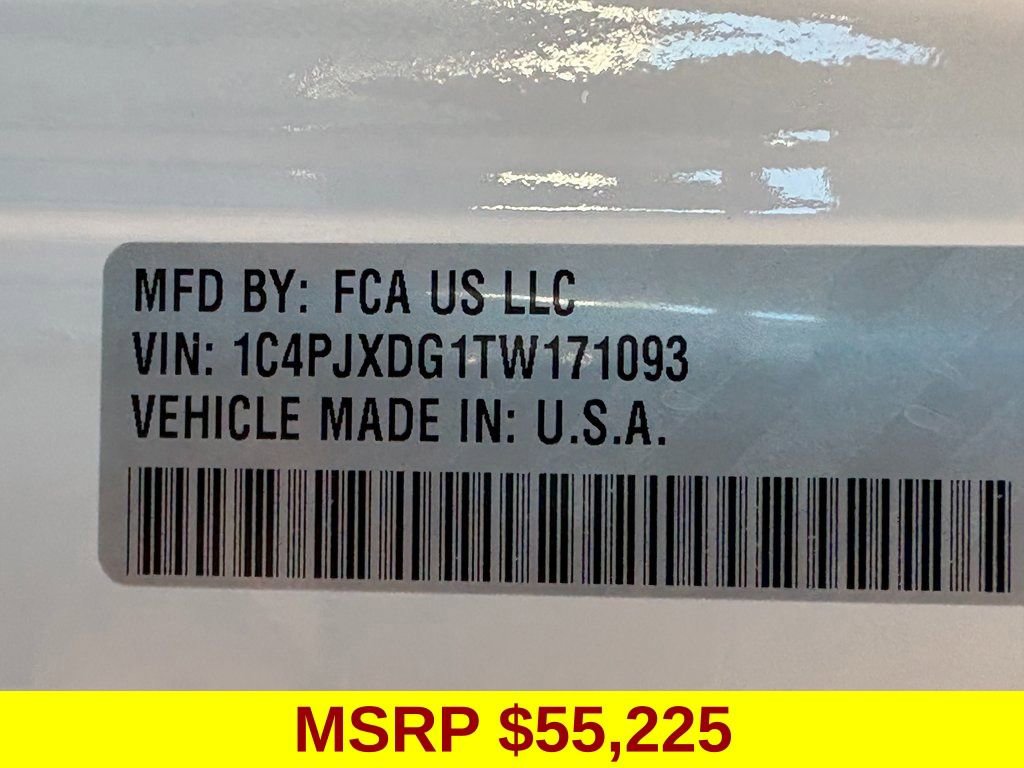 MFD BY: FCA US LLC
VIN: 1C4PJXDG1TW171093
VEHICLE MADE IN: U.S.A.
MSRP $55,225